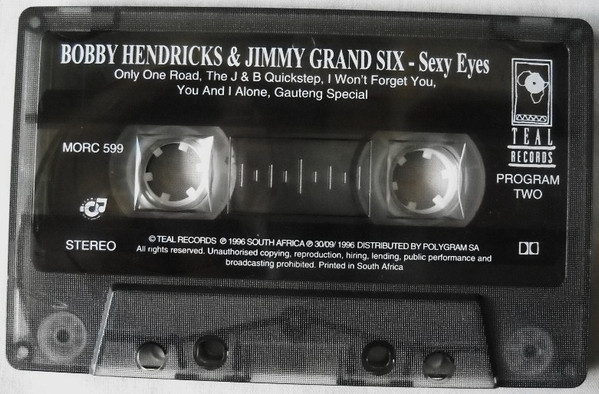 BOBBY HENDRICKS & JIMMY GRAND SIX - Sexy Eyes
Only One Road, The J & B Quickstep, I Won't Forget You,
You And I Alone, Gauteng Special
TEAL
RECORDS
MORC 599
PROGRAM
TWO
STEREO
© TEAL RECORDS ℗ 1996 SOUTH AFRICA ℗ 30/09/ 1996 DISTRIBUTED BY POLYGRAM SA
All rights reserved. Unauthorised copying, reproduction, hiring, lending, public performance and
broadcasting prohibited. Printed in South Africa